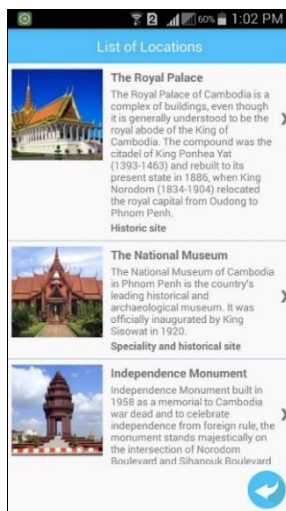 2 60% 1:02 PM
List of Locations
The Royal Palace
The Royal Palace of Cambodia is a
complex of buildings, even though
it is generally understood to be the
royal abode of the King of
Cambodia. The compound was the
citadel of King Ponhea Yat
(1393-1463) and rebuilt to its
present state in 1886, when King
Norodom (1834-1904) relocated
the royal capital from Oudong to
Phnom Penh.
Historic site
The National Museum
The National Museum of Cambodia
in Phnom Penh is the country's
leading historical and
archaeological museum. It was
officially inaugurated by King
Sisowat in 1920.
Speciality and historical site
Independence Monument
Independence Monument built in
1958 as a memorial to Cambodia
war dead and to celebrate
independence from foreign rule, the
monument stands majestically on
the intersection of Norodom
Boulevard and Sihanouk Boulevard